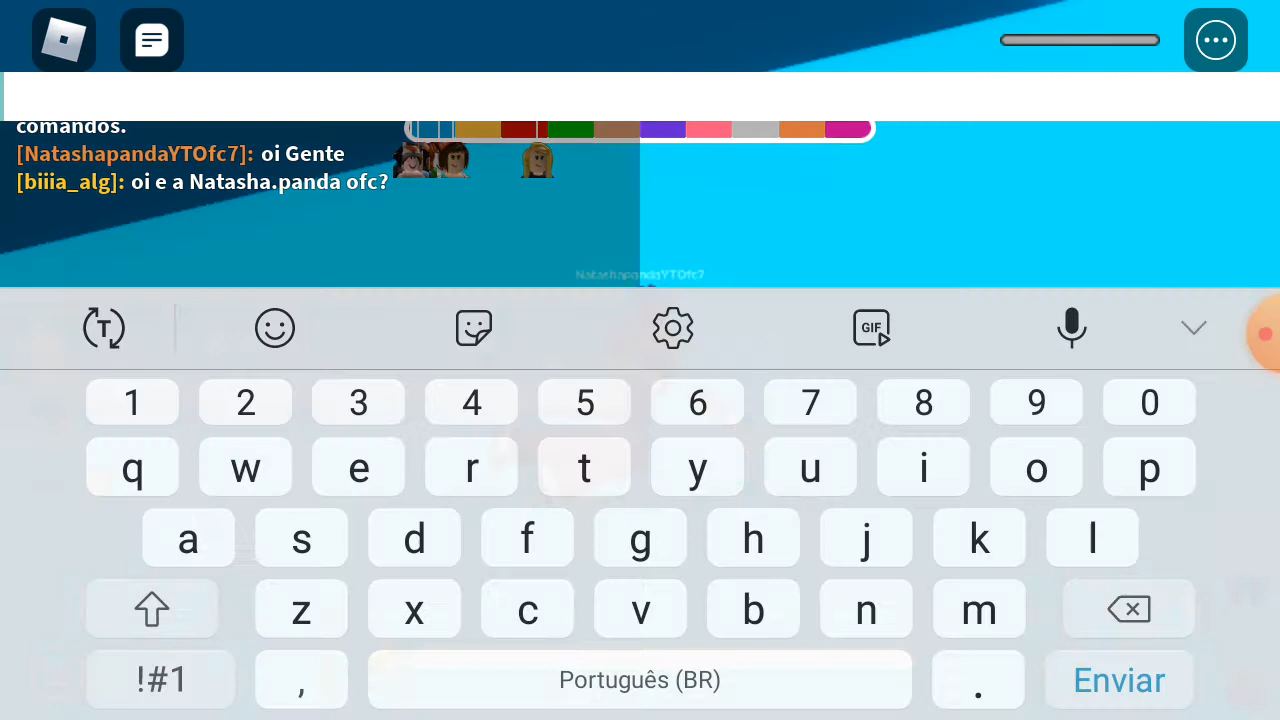 comandos.
[NatashapandaYTOfc7]: oi Gente
[biiia_alg]: oi e a Natasha.panda ofc?
NatashapandaYTOfc7
T
GIF
1 2 3 4 5 6 7 8 9 0
q w e r t y u i o p
a s d f g h j k l
z x c v b n m
!#1 , Português (BR) . Enviar